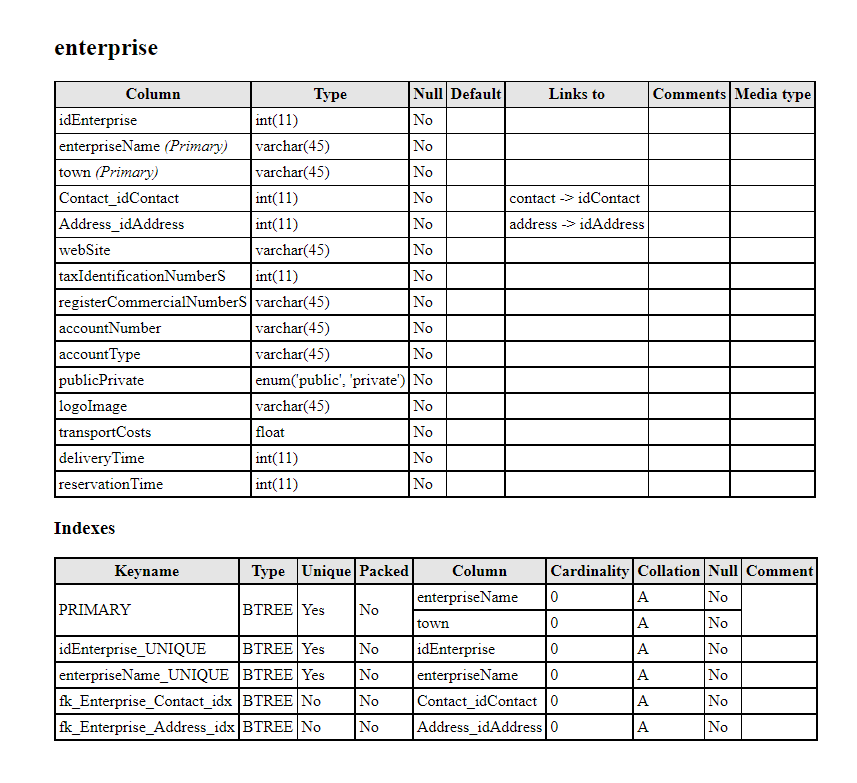 enterprise
Column Type Null Default Links to Comments Media type
idEnterprise int(11) No
enterpriseName (Primary) varchar(45) No
town (Primary) varchar(45) No
Contact_idContact int(11) No contact -> idContact
Address_idAddress int(11) No address -> idAddress
webSite varchar(45) No
taxIdentificationNumberS int(11) No
registerCommercialNumberS varchar(45) No
accountNumber varchar(45) No
accountType varchar(45) No
publicPrivate enum('public', 'private') No
logoImage varchar(45) No
transportCosts float No
deliveryTime int(11) No
reservationTime int(11) No
Indexes
Keyname Type Unique Packed Column Cardinality Collation Null Comment
PRIMARY BTREE Yes No enterpriseName 0 A No
town 0 A No
idEnterprise_UNIQUE BTREE Yes No idEnterprise 0 A No
enterpriseName_UNIQUE BTREE Yes No enterpriseName 0 A No
fk_Enterprise_Contact_idx BTREE No No Contact_idContact 0 A No
fk_Enterprise_Address_idx BTREE No No Address_idAddress 0 A No